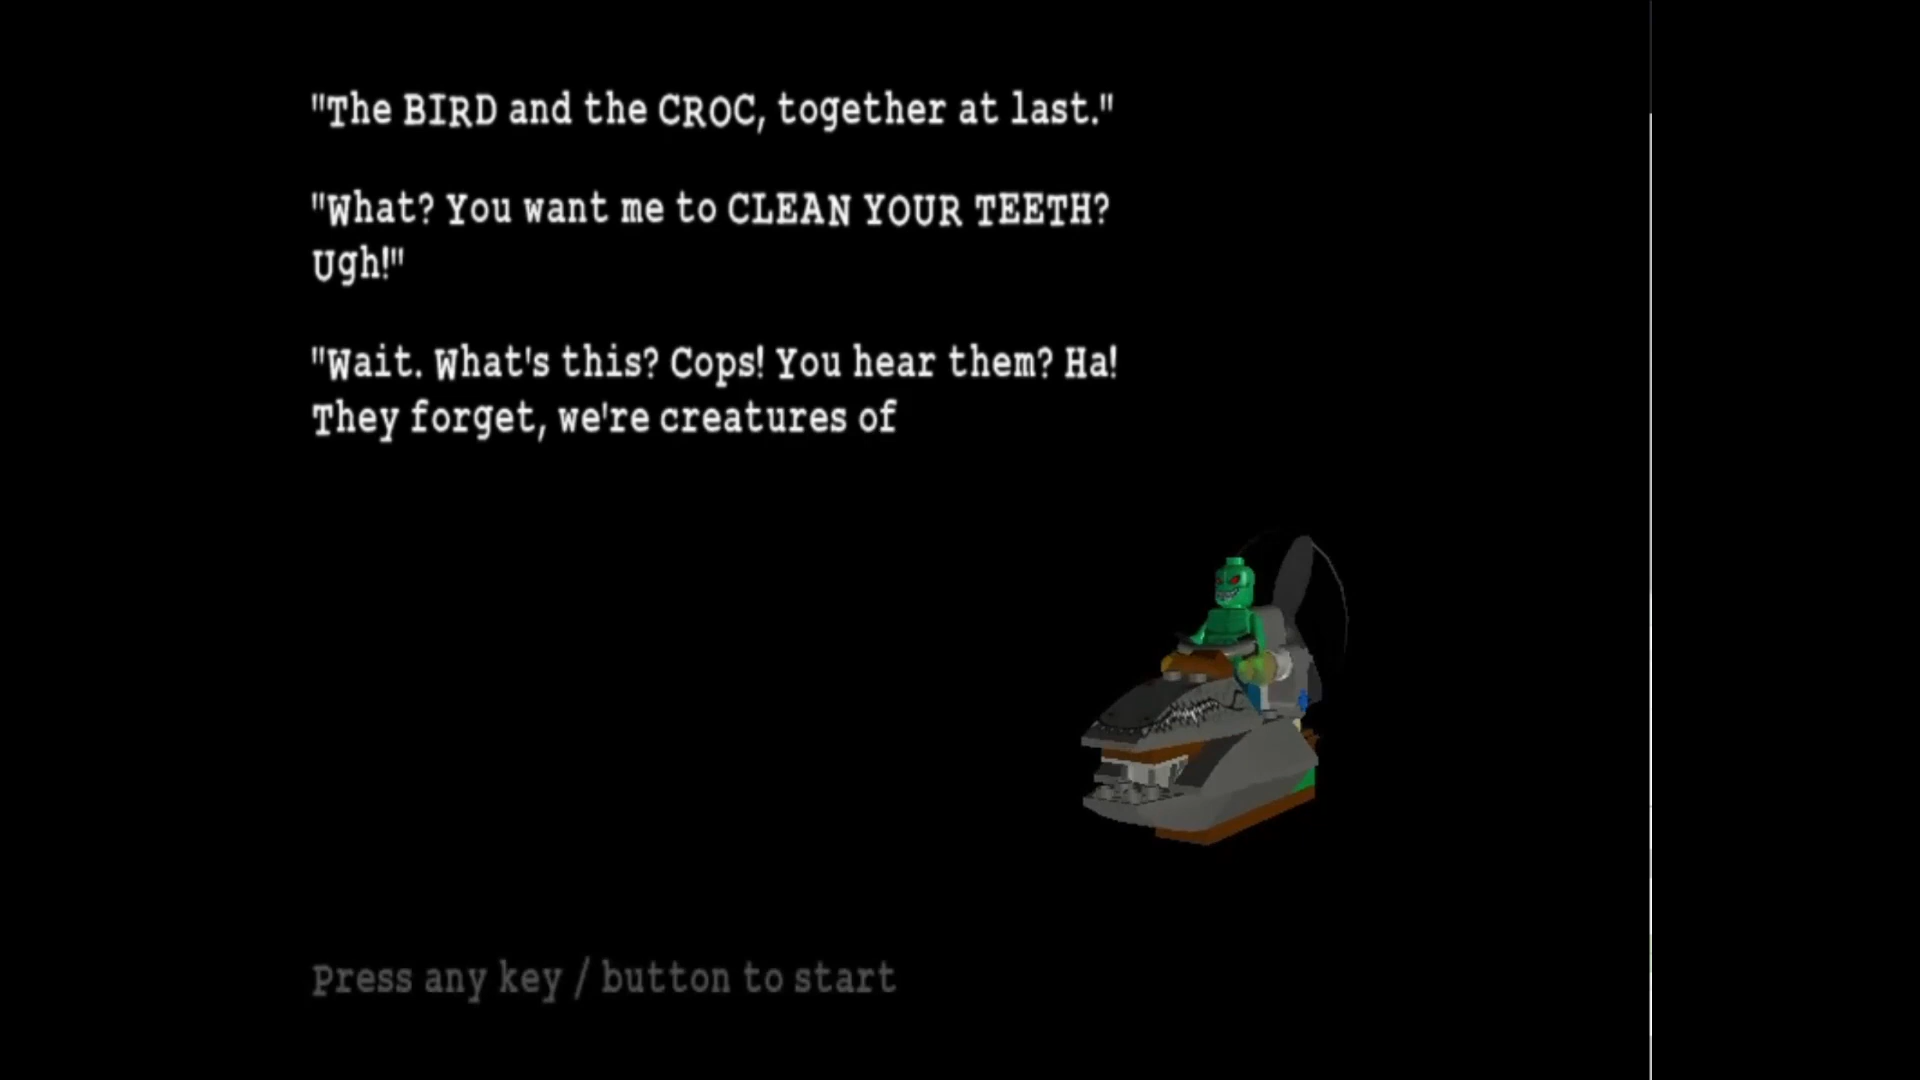 "The BIRD and the CROC, together at last."
"What? You want me to CLEAN YOUR TEETH?
Ugh!"
"Wait. What's this? Cops! You hear them? Ha!
They forget, we're creatures of
Press any key / button to start